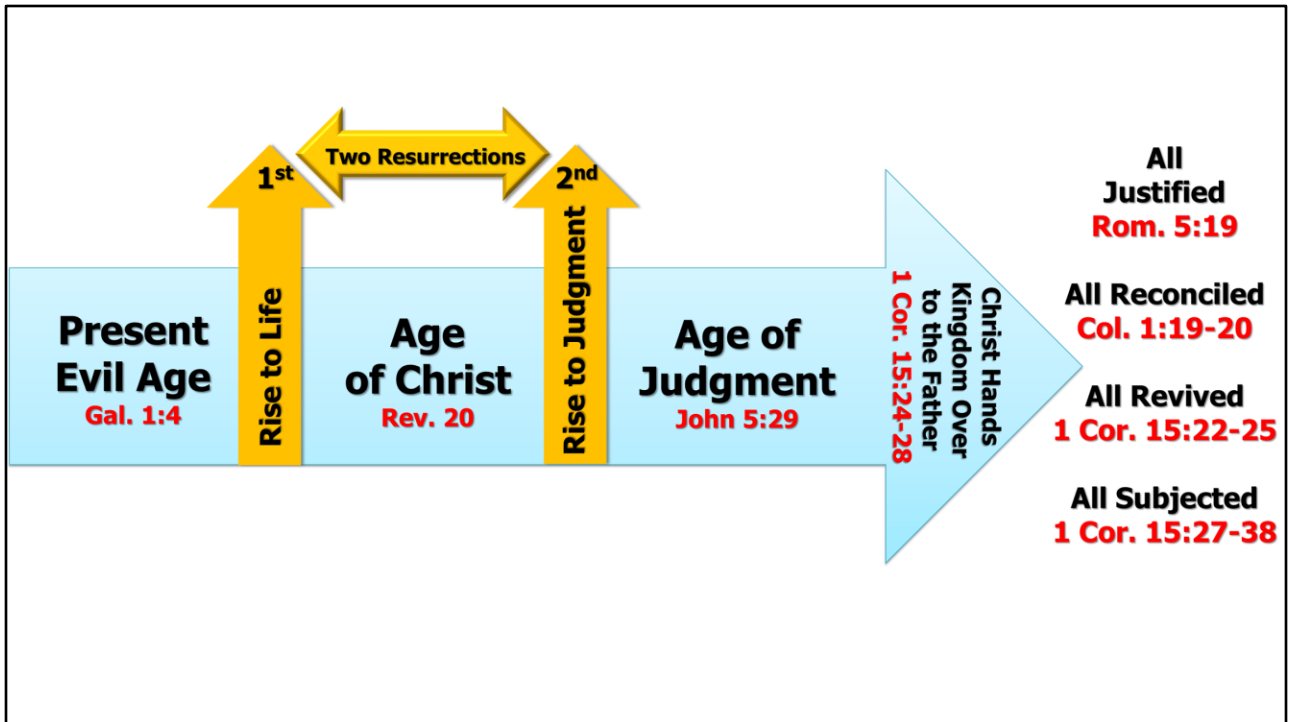 Two Resurrections
1st
2nd
Present
Evil Age
Gal. 1:4
Rise to Life
Age
of Christ
Rev. 20
Rise to Judgment
Age of
Judgment
John 5:29
Christ Hands
Kingdom Over
to the Father
1 Cor. 15:24-28
All
Justified
Rom. 5:19
All Reconciled
Col. 1:19-20
All Revived
1 Cor. 15:22-25
All Subjected
1 Cor. 15:27-38